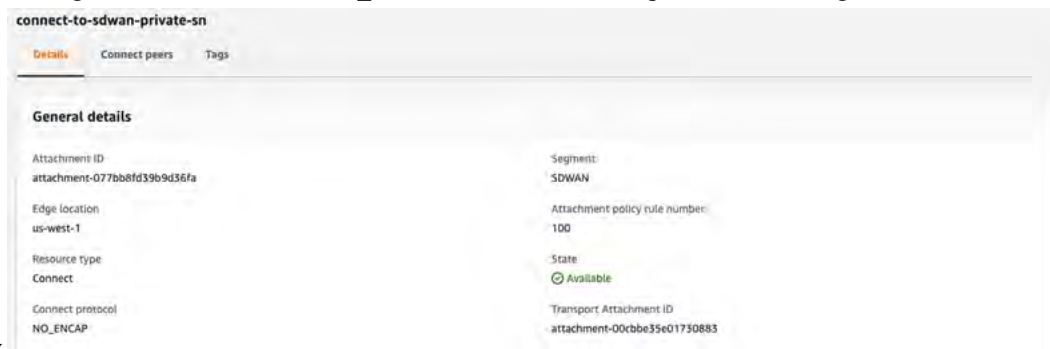 connect-to-sdwan-private-sn
Details Connect peers Tags
General details
Attachment ID
attachment-077bb8fd39b9d36fa
Segment
SDWAN
Edge location
us-west-1
Attachment policy rule number
100
Resource type
Connect
State
Available
Connect protocol
NO_ENCAP
Transport Attachment ID
attachment-00cbbe35e01730883